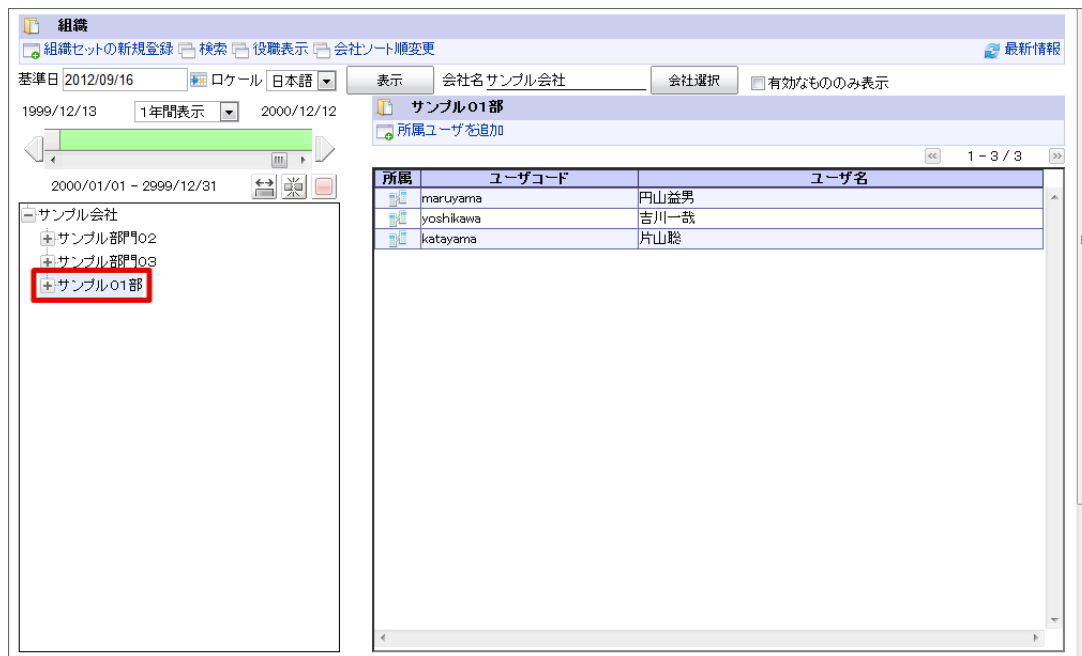 組織
組織セットの新規登録 検索 役職表示 会社ソート順変更 最新情報
基準日 2012/09/16 ロケール 日本語 表示 会社名 サンプル会社 会社選択 有効なもののみ表示
1999/12/13 1年間表示 2000/12/12
2000/01/01 - 2999/12/31
サンプル会社
サンプル部門02
サンプル部門03
サンプル01部
サンプル01部
所属ユーザを追加
1 - 3 / 3
所属 ユーザコード ユーザ名
maruyama 円山益男
yoshikawa 吉川一哉
katayama 片山聡